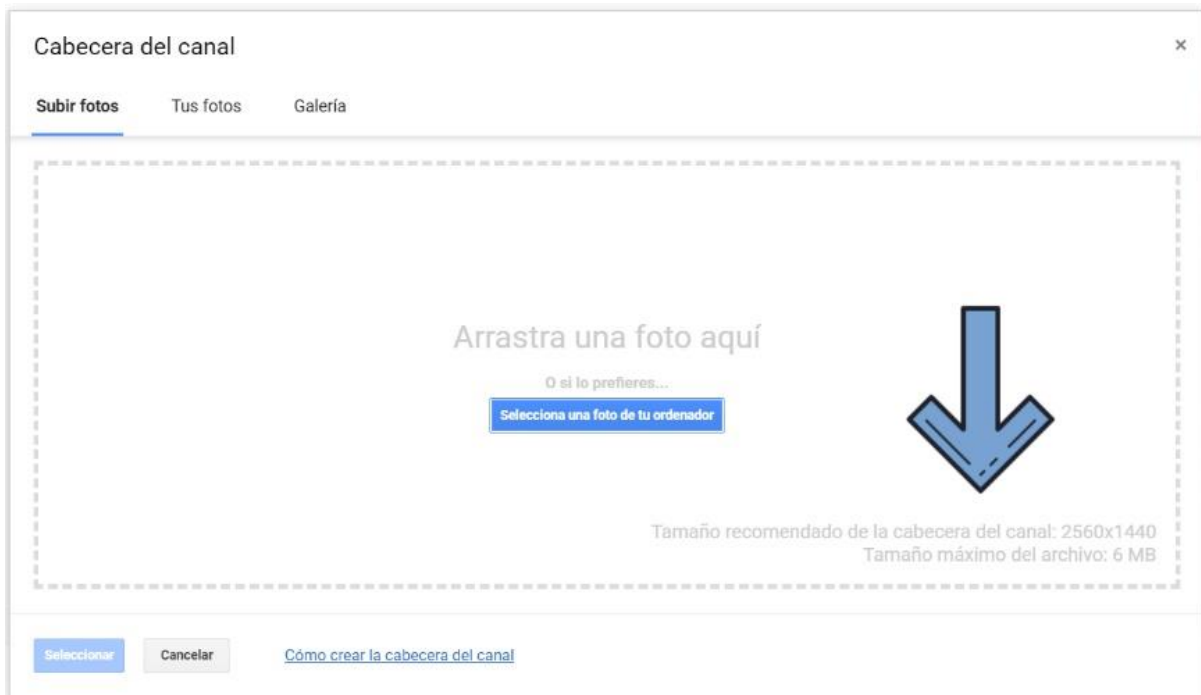 Cabecera del canal
×
Subir fotos Tus fotos Galería
Arrastra una foto aquí
O si lo prefieres...
Selecciona una foto de tu ordenador
Tamaño recomendado de la cabecera del canal: 2560x1440
Tamaño máximo del archivo: 6 MB
Seleccionar Cancelar Cómo crear la cabecera del canal